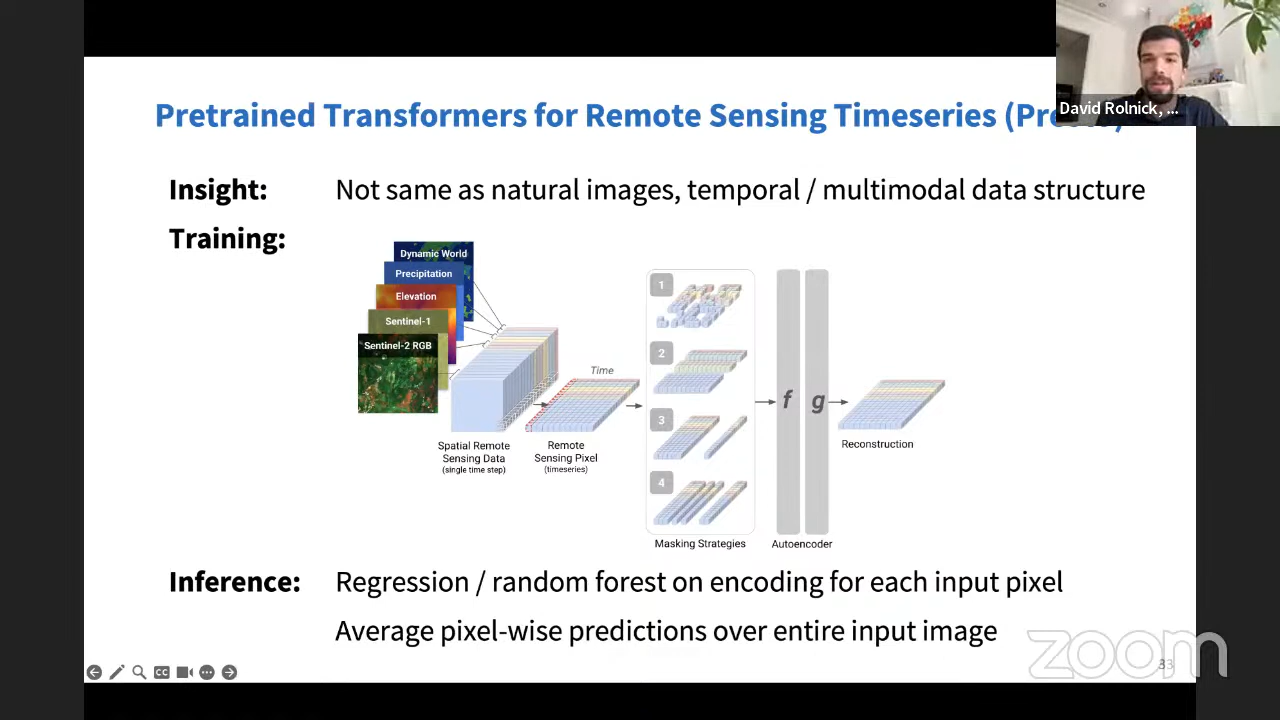 David Rolnick, ...
Pretrained Transformers for Remote Sensing Timeseries
Insight: Not same as natural images, temporal / multimodal data structure
Training:
Dynamic World
Precipitation
Elevation
Sentinel-1
Sentinel-2 RGB
Spatial Remote
Sensing Data
(single time step)
Time
Remote
Sensing Pixel
(timeseries)
1
2
3
4
Masking Strategies
f g
Autoencoder
Reconstruction
Inference: Regression / random forest on encoding for each input pixel
Average pixel-wise predictions over entire input image
zoom
33
CC